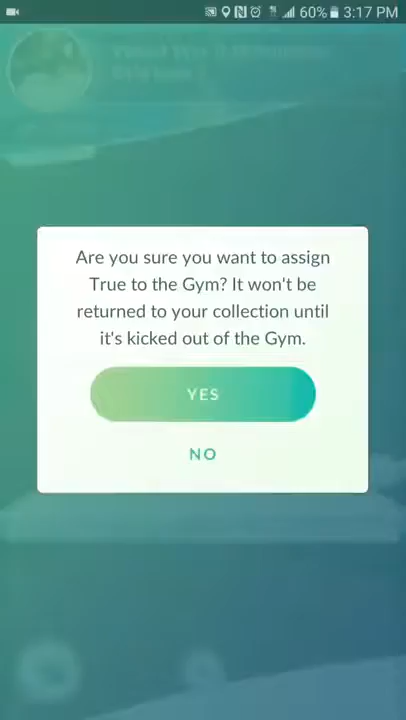 60% 3:17 PM
Are you sure you want to assign
True to the Gym? It won't be
returned to your collection until
it's kicked out of the Gym.
YES
NO